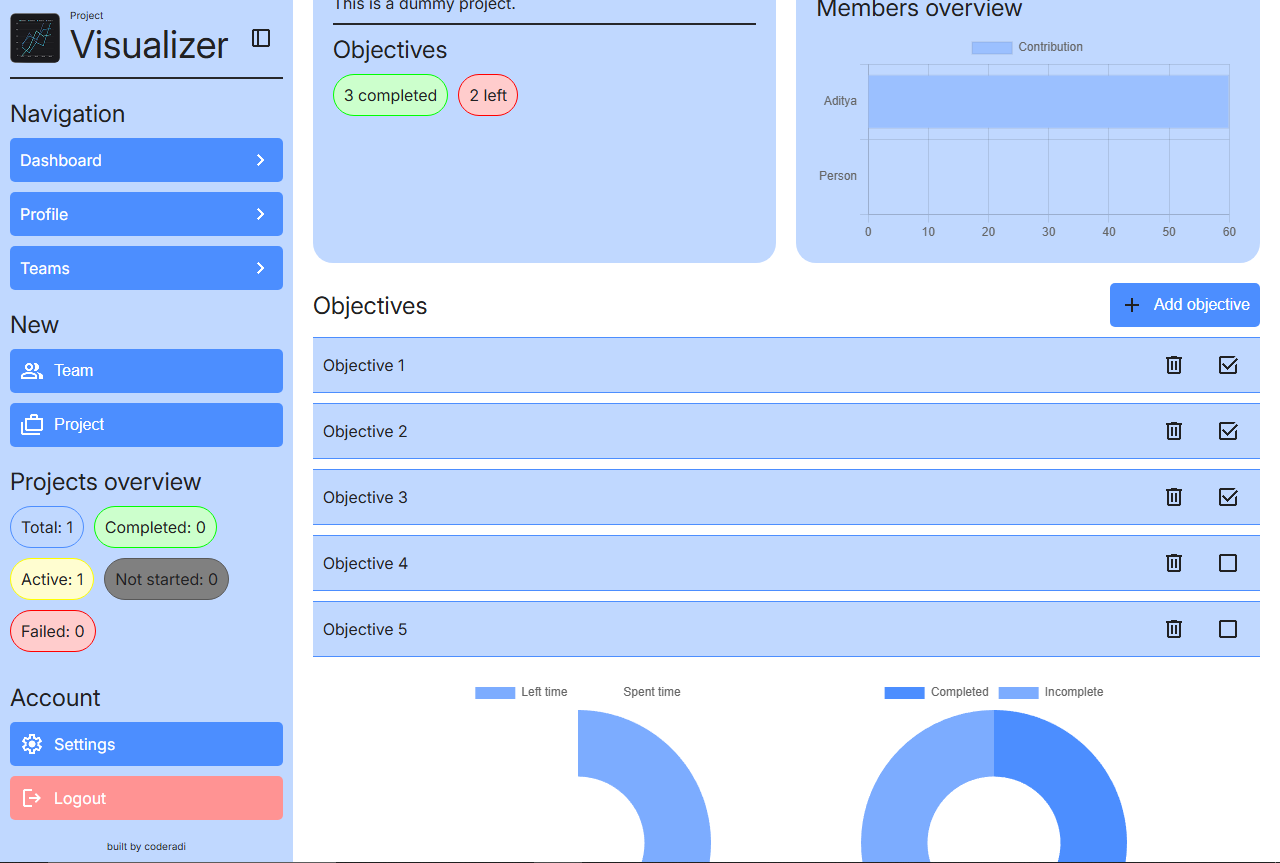 Project
Visualizer
Navigation
Dashboard
Profile
Teams
New
Team
Project
Projects overview
Total: 1
Completed: 0
Active: 1
Not started: 0
Failed: 0
Account
Settings
Logout
built by coderadi
This is a dummy project.
Objectives
3 completed
2 left
Members overview
Contribution
Aditya
Person
0 10 20 30 40 50 60
Objectives
Add objective
Objective 1
Objective 2
Objective 3
Objective 4
Objective 5
Left time Spent time
Completed Incomplete